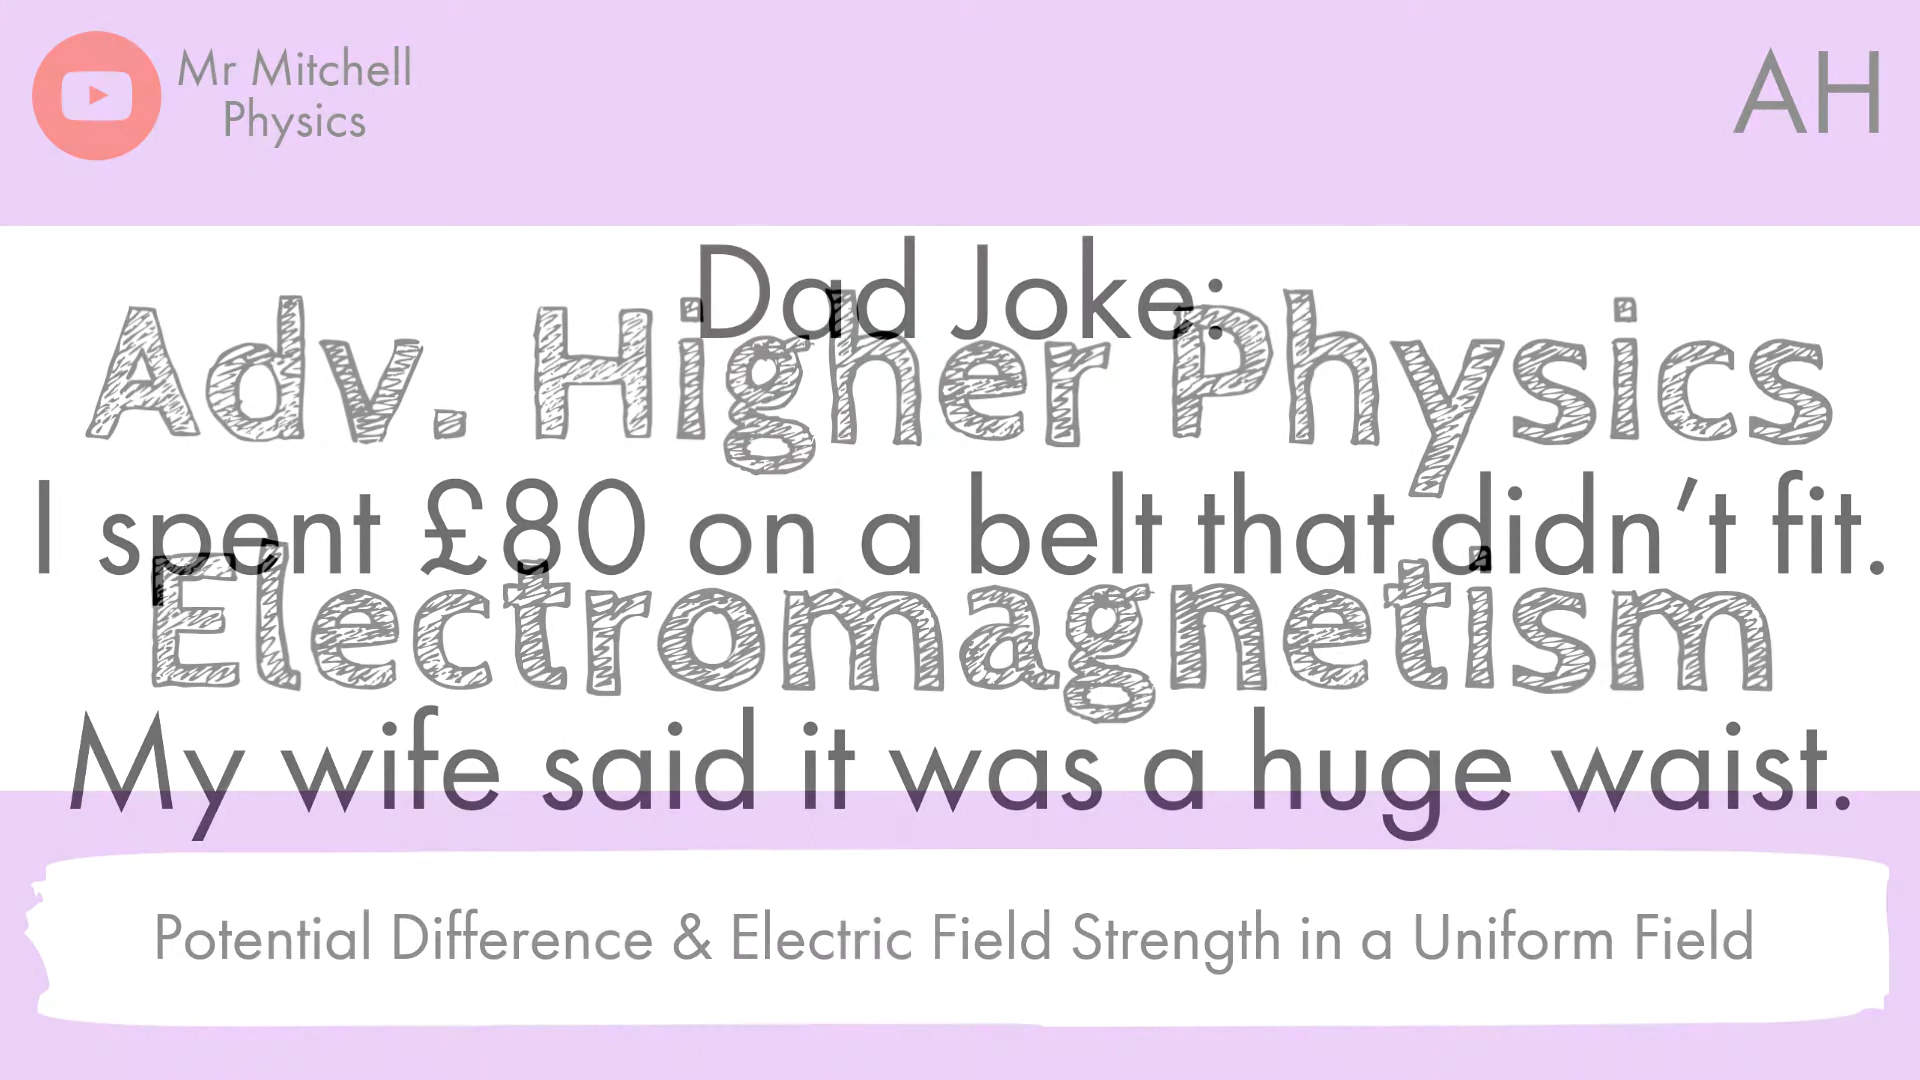 Mr Mitchell
Physics
AH
Dad Joke:
Adv. Higher Physics
I spent £80 on a belt that didn’t fit.
Electromagnetism
My wife said it was a huge waist.
Potential Difference & Electric Field Strength in a Uniform Field